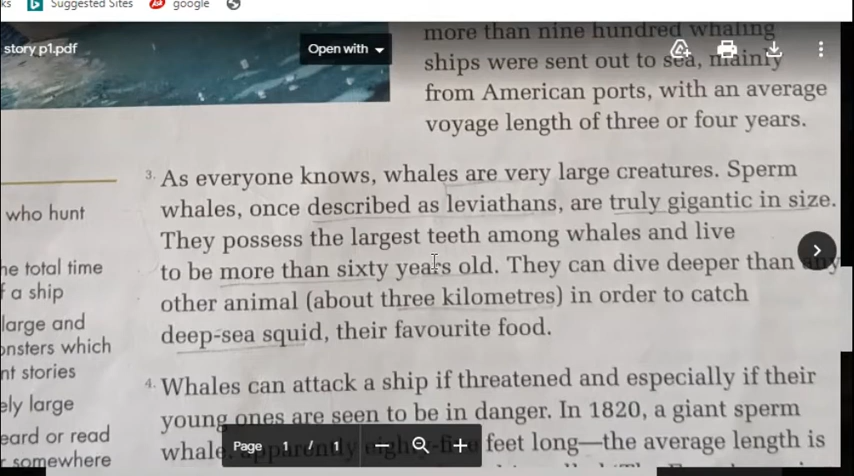 Suggested Sites
google
story p1.pdf
Open with
more than nine hundred whaling
ships were sent out to sea, mainly
from American ports, with an average
voyage length of three or four years.
who hunt
total time
a ship
large and
which
stories
large
or read
somewhere
3. As everyone knows, whales are very large creatures. Sperm
whales, once described as leviathans, are truly gigantic in size.
They possess the largest teeth among whales and live
to be more than sixty years old. They can dive deeper than any
other animal (about three kilometres) in order to catch
deep-sea squid, their favourite food.
4. Whales can attack a ship if threatened and especially if their
young ones are seen to be in danger. In 1820, a giant sperm
whale, apparently eighty-five feet long—the average length is
Page 1 / 1